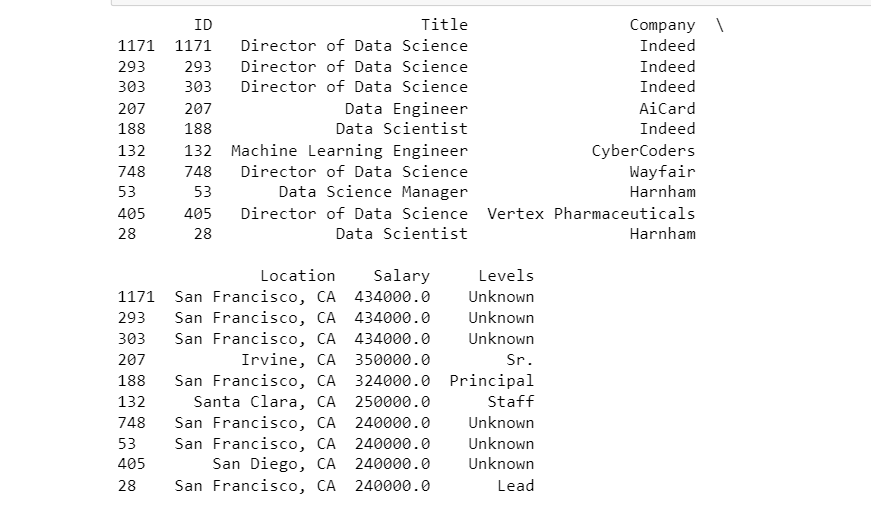 ID Title Company \
1171 1171 Director of Data Science Indeed
293 293 Director of Data Science Indeed
303 303 Director of Data Science Indeed
207 207 Data Engineer AiCard
188 188 Data Scientist Indeed
132 132 Machine Learning Engineer CyberCoders
748 748 Director of Data Science Wayfair
53 53 Data Science Manager Harnham
405 405 Director of Data Science Vertex Pharmaceuticals
28 28 Data Scientist Harnham
Location Salary Levels
1171 San Francisco, CA 434000.0 Unknown
293 San Francisco, CA 434000.0 Unknown
303 San Francisco, CA 434000.0 Unknown
207 Irvine, CA 350000.0 Sr.
188 San Francisco, CA 324000.0 Principal
132 Santa Clara, CA 250000.0 Staff
748 San Francisco, CA 240000.0 Unknown
53 San Francisco, CA 240000.0 Unknown
405 San Diego, CA 240000.0 Unknown
28 San Francisco, CA 240000.0 Lead